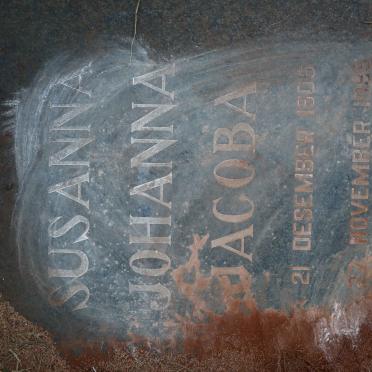 SUSANNA
JOHANNA
JACOBA
21 DESEMBER
NOVEMBER